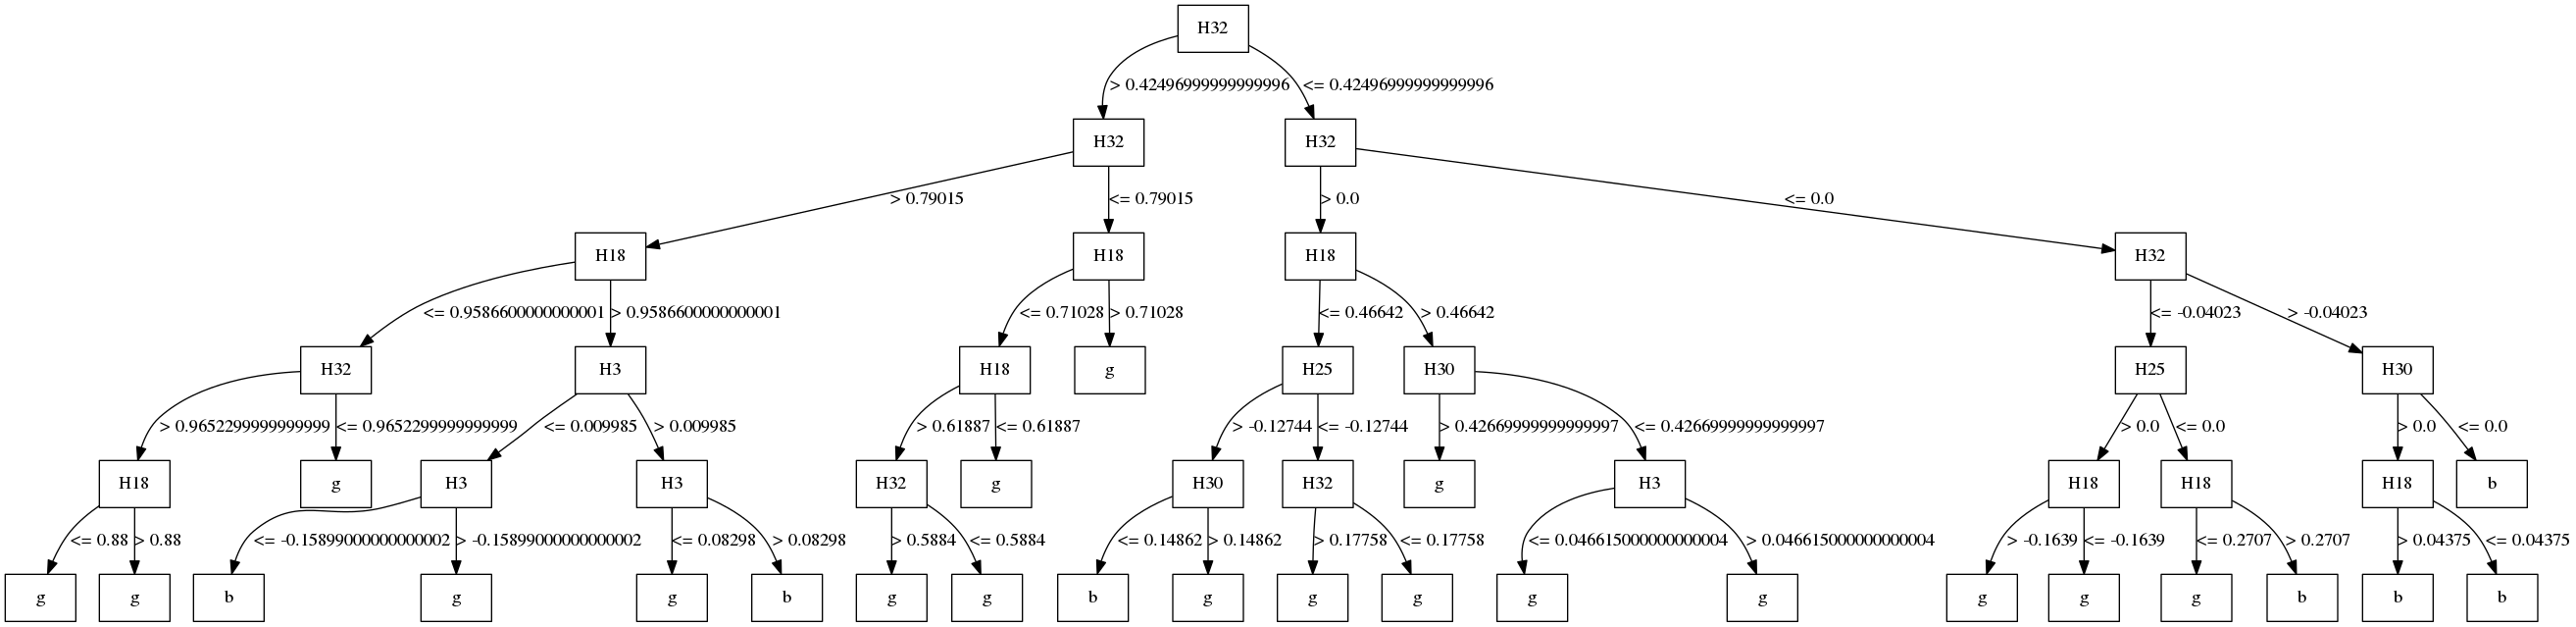 H32
> 0.42496999999999996 <= 0.42496999999999996
H32 H32
> 0.79015 <= 0.79015 > 0.0 <= 0.0
H18 H18 H18 H32
<= 0.9586600000000001 > 0.9586600000000001 <= 0.71028 > 0.71028 <= 0.46642 > 0.46642 <= -0.04023 > -0.04023
H32 H3 H18 g H25 H30 H25 H30
> 0.9652299999999999 <= 0.9652299999999999 <= 0.009985 > 0.009985 > 0.61887 <= 0.61887 > -0.12744 <= -0.12744 > 0.42669999999999997 <= 0.42669999999999997 > 0.0 <= 0.0 > 0.0 <= 0.0
H18 g H3 H3 H32 g H30 H32 g H3 H18 H18 H18 b
<= 0.88 > 0.88 <= -0.15899000000000002 > -0.15899000000000002 <= 0.08298 > 0.08298 > 0.5884 <= 0.5884 <= 0.14862 > 0.14862 > 0.17758 <= 0.17758 <= 0.046615000000000004 > 0.046615000000000004 > -0.1639 <= -0.1639 <= 0.2707 > 0.2707 > 0.04375 <= 0.04375
g g b g g b g g b g g g g g g g g b b b